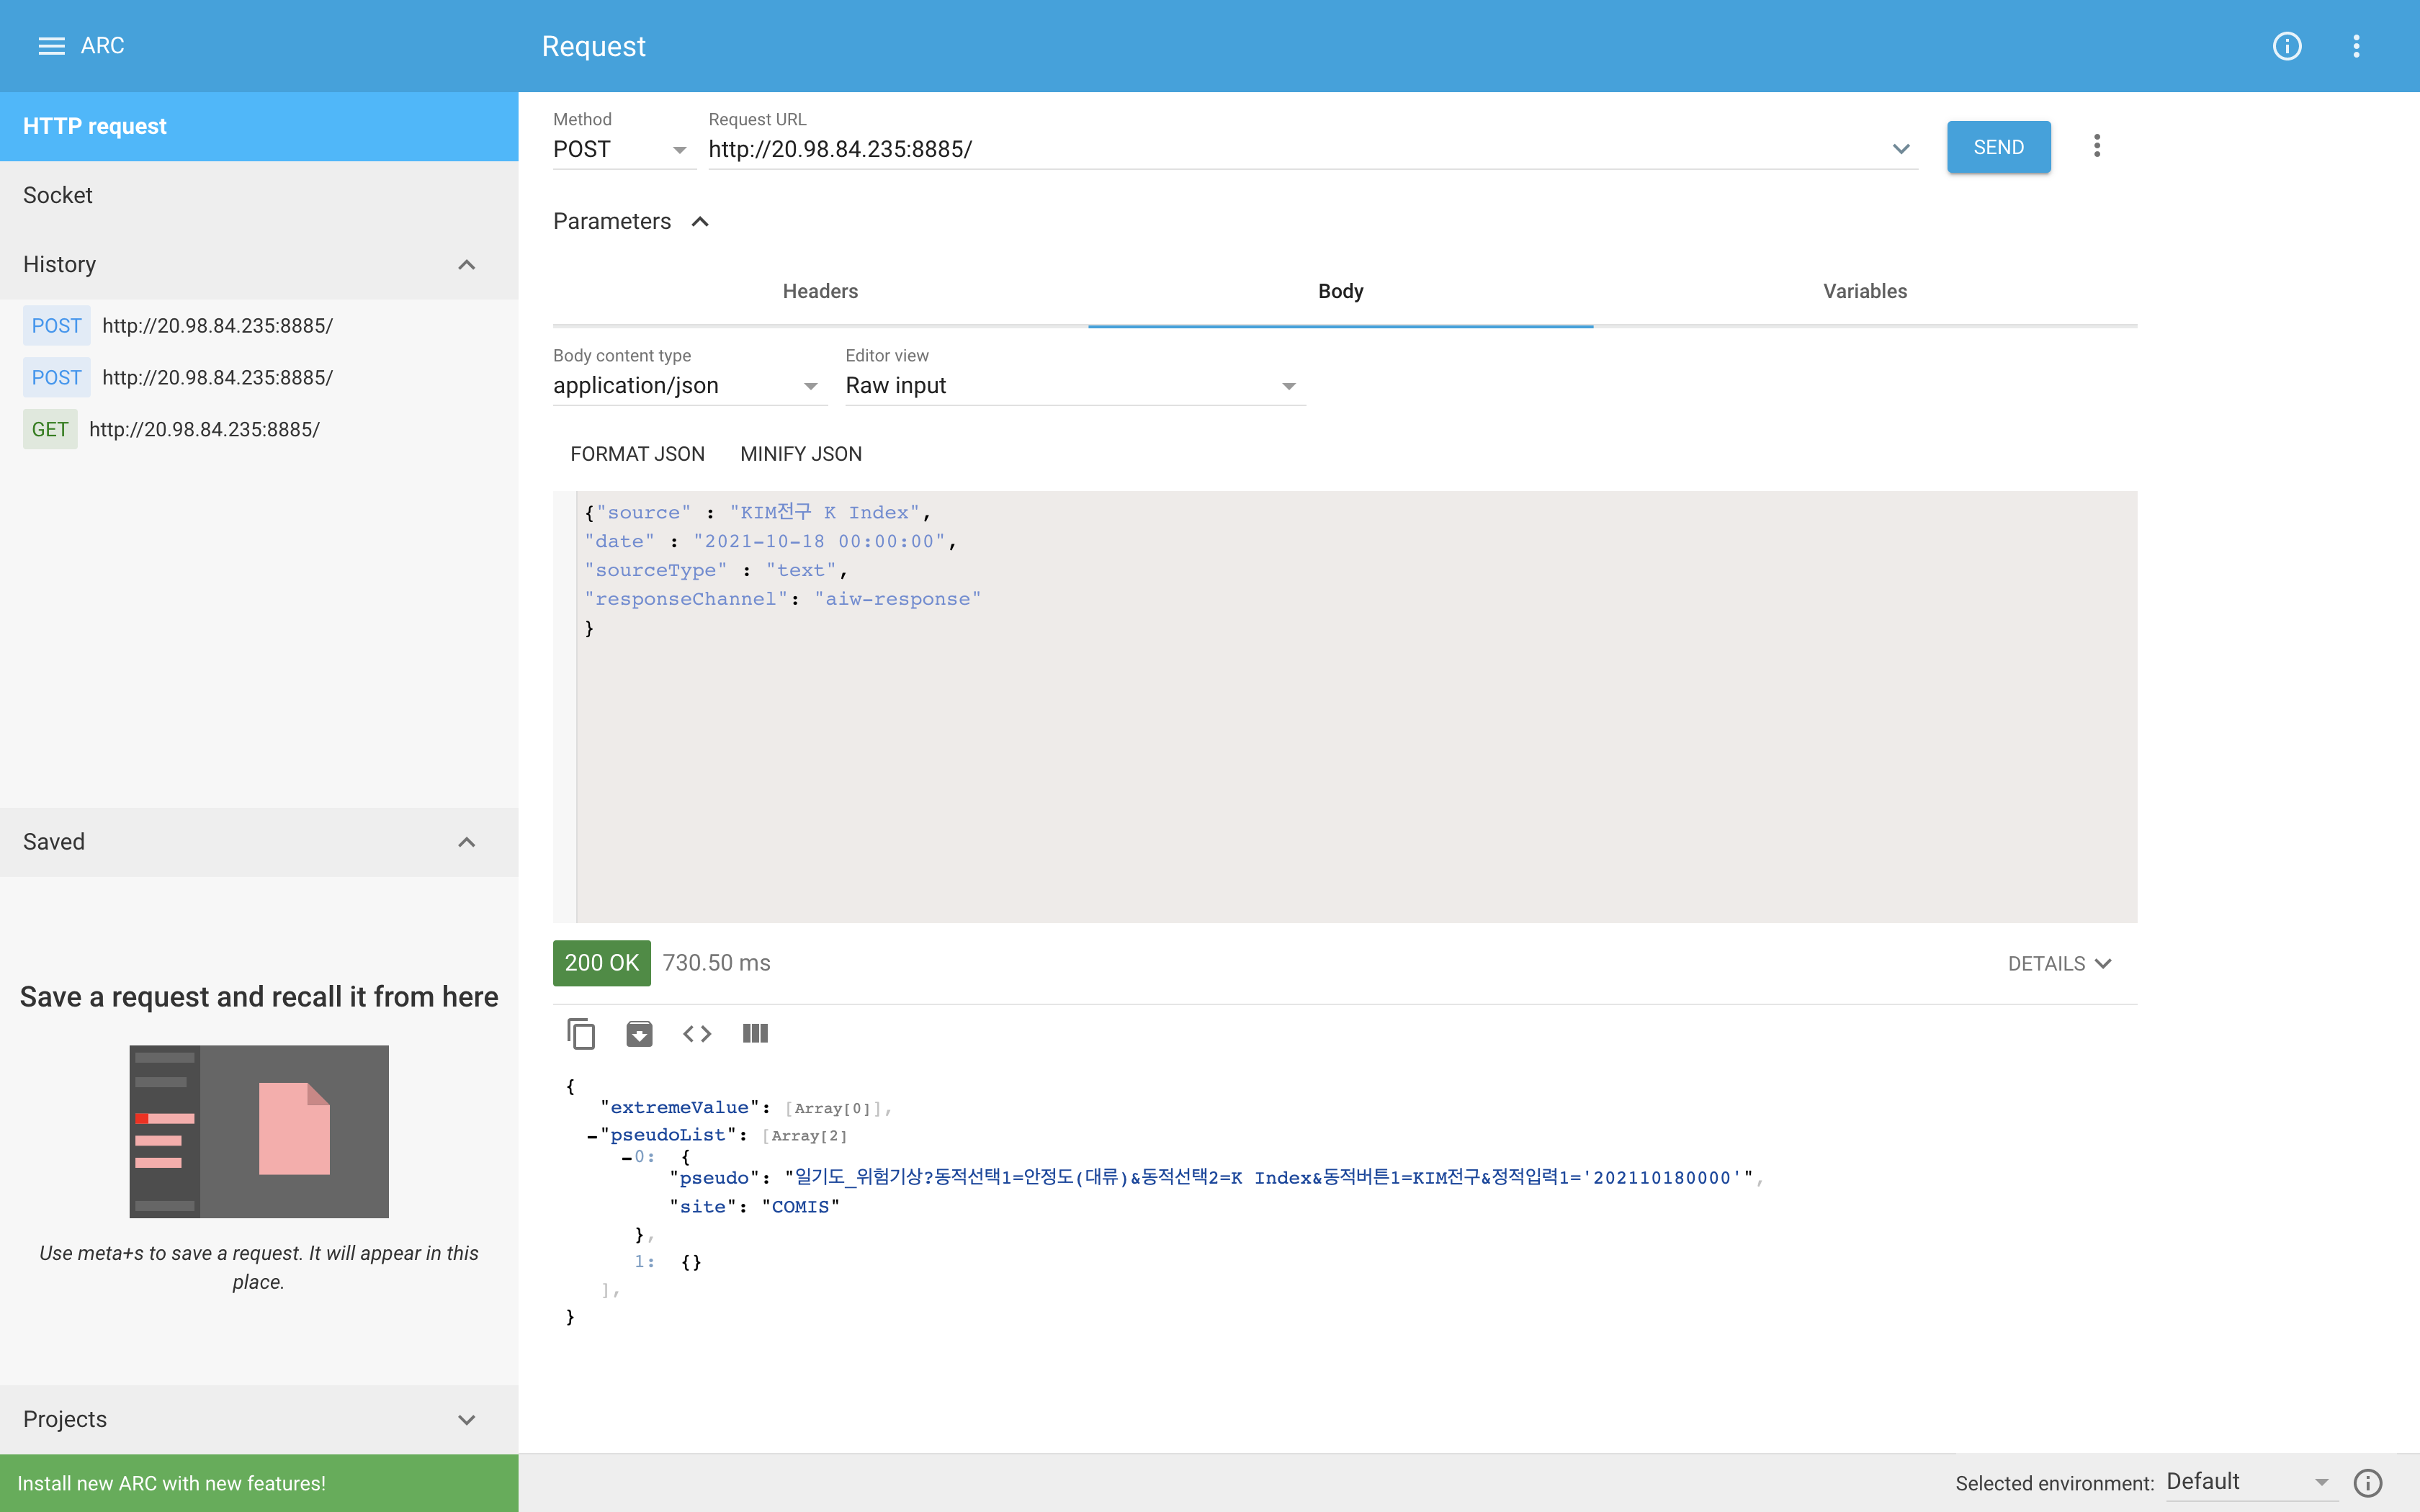 ARC
Request
HTTP request
Socket
History
POST http://20.98.84.235:8885/
POST http://20.98.84.235:8885/
GET http://20.98.84.235:8885/
Saved
Save a request and recall it from here
Use meta+s to save a request. It will appear in this
place.
Projects
Install new ARC with new features!
Method
POST
Request URL
http://20.98.84.235:8885/
SEND
Parameters
Headers
Body
Variables
Body content type
application/json
Editor view
Raw input
FORMAT JSON
MINIFY JSON
{"source" : "KIM전구 K Index",
"date" : "2021-10-18 00:00:00",
"sourceType" : "text",
"responseChannel": "aiw-response"
}
200 OK
730.50 ms
DETAILS
{
"extremeValue": [Array[0]],
-"pseudoList": [Array[2]
-0: {
"pseudo": "일기도_위험기상?동적선택1=안정도(대류)&동적선택2=K Index&동적버튼1=KIM전구&정적입력1='202110180000'",
"site": "COMIS"
},
1: {}
],
}
Selected environment: Default